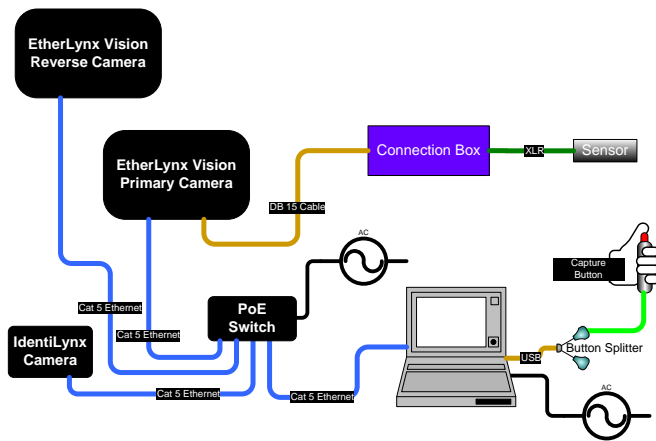 EtherLynx Vision
Reverse Camera
EtherLynx Vision
Primary Camera
Connection Box
XLR
Sensor
DB 15 Cable
AC
Capture
Button
Cat 5 Ethernet
Cat 5 Ethernet
PoE
Switch
IdentiLynx
Camera
Button Splitter
USB
Cat 5 Ethernet
Cat 5 Ethernet
AC